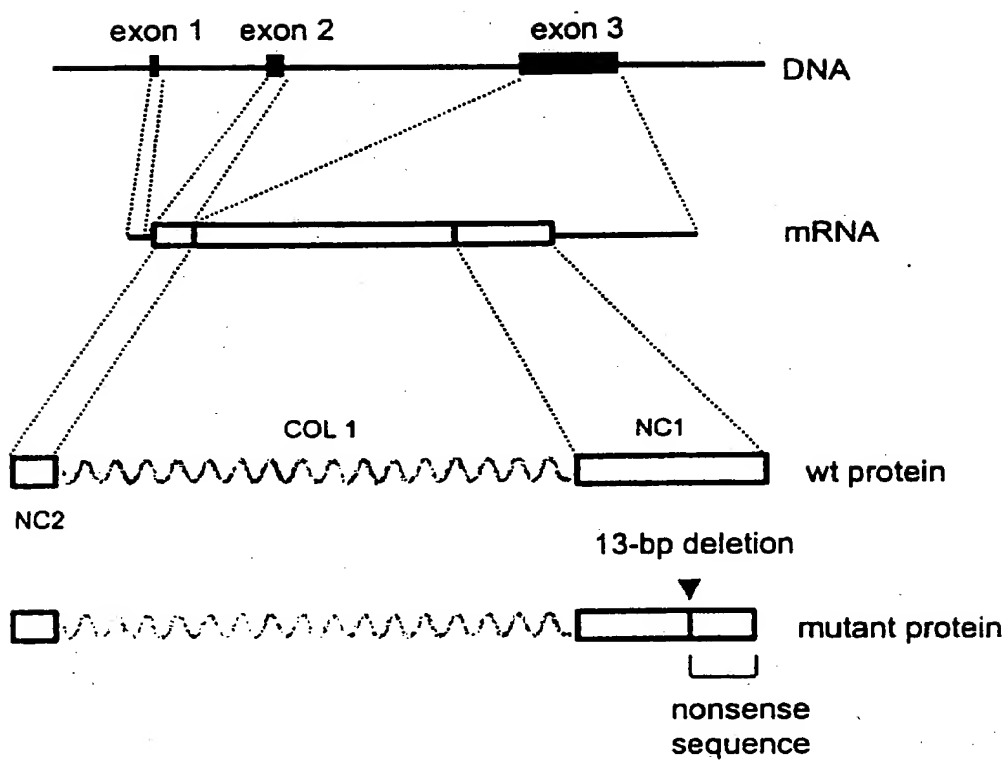 exon 1 exon 2 exon 3
DNA
mRNA
COL 1 NC1
wt protein
NC2
13-bp deletion
mutant protein
nonsense
sequence